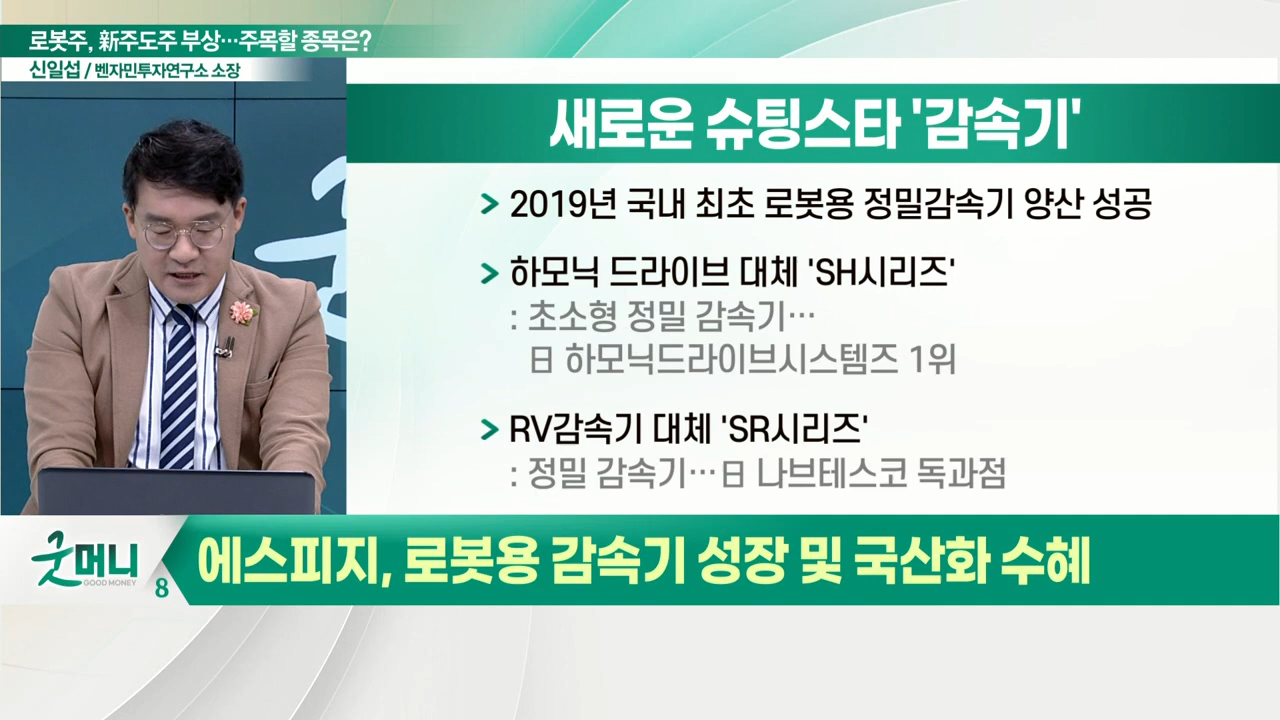 로봇주, 新주도주 부상…주목할 종목은?
신일섭 / 벤자민투자연구소 소장
새로운 슈팅스타 '감속기'
> 2019년 국내 최초 로봇용 정밀감속기 양산 성공
> 하모닉 드라이브 대체 'SH시리즈'
: 초소형 정밀 감속기…
日 하모닉드라이브시스템즈 1위
> RV감속기 대체 'SR시리즈'
: 정밀 감속기…日 나브테스코 독과점
굿머니
GOOD MONEY
8
에스피지, 로봇용 감속기 성장 및 국산화 수혜